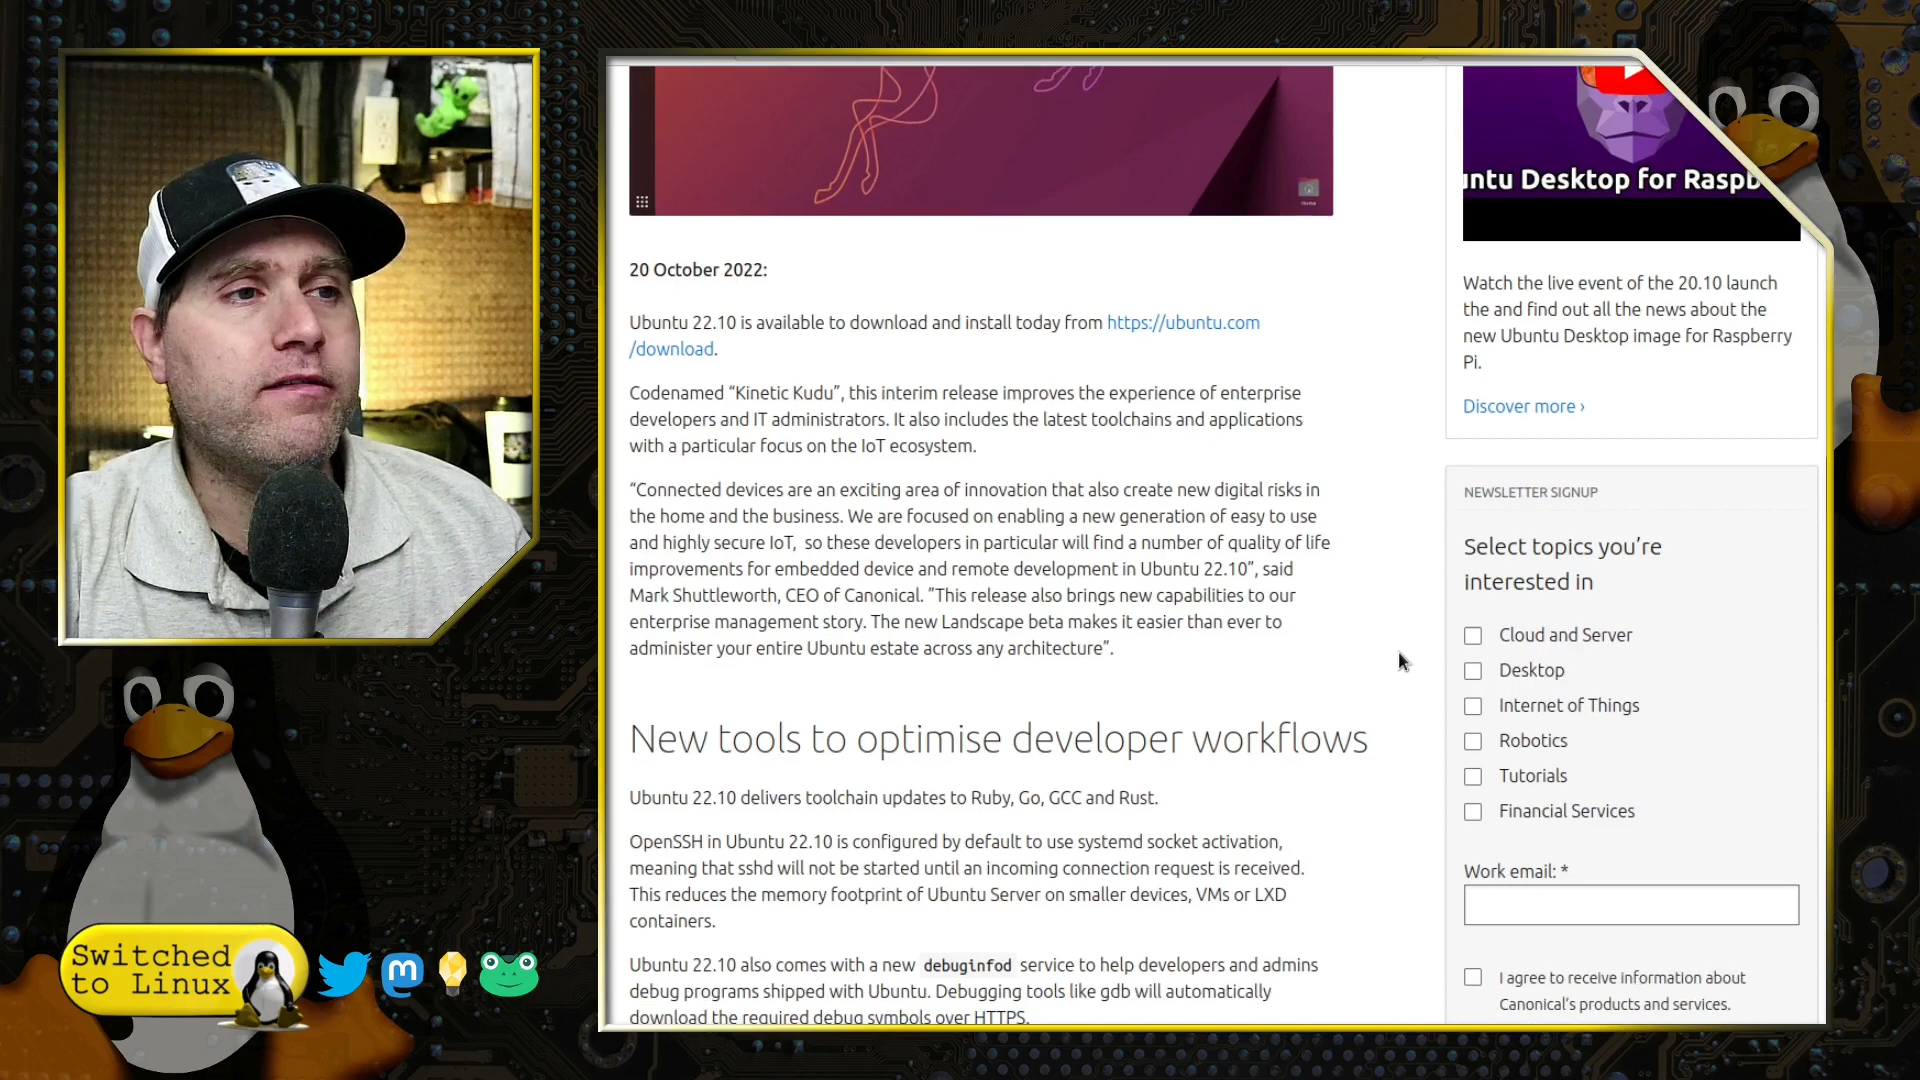 Home
20 October 2022:
Ubuntu 22.10 is available to download and install today from https://ubuntu.com
/download.
Codenamed “Kinetic Kudu”, this interim release improves the experience of enterprise
developers and IT administrators. It also includes the latest toolchains and applications
with a particular focus on the IoT ecosystem.
“Connected devices are an exciting area of innovation that also create new digital risks in
the home and the business. We are focused on enabling a new generation of easy to use
and highly secure IoT,  so these developers in particular will find a number of quality of life
improvements for embedded device and remote development in Ubuntu 22.10”, said
Mark Shuttleworth, CEO of Canonical. ”This release also brings new capabilities to our
enterprise management story. The new Landscape beta makes it easier than ever to
administer your entire Ubuntu estate across any architecture”.
New tools to optimise developer workflows
Ubuntu 22.10 delivers toolchain updates to Ruby, Go, GCC and Rust.
OpenSSH in Ubuntu 22.10 is configured by default to use systemd socket activation,
meaning that sshd will not be started until an incoming connection request is received.
This reduces the memory footprint of Ubuntu Server on smaller devices, VMs or LXD
containers.
Ubuntu 22.10 also comes with a new debuginfod service to help developers and admins
debug programs shipped with Ubuntu. Debugging tools like gdb will automatically
download the required debug symbols over HTTPS.
untu Desktop for Raspb
Watch the live event of the 20.10 launch
the and find out all the news about the
new Ubuntu Desktop image for Raspberry
Pi.
Discover more ›
NEWSLETTER SIGNUP
Select topics you’re
interested in
Cloud and Server
Desktop
Internet of Things
Robotics
Tutorials
Financial Services
Work email: *
I agree to receive information about
Canonical’s products and services.
Switched
to Linux